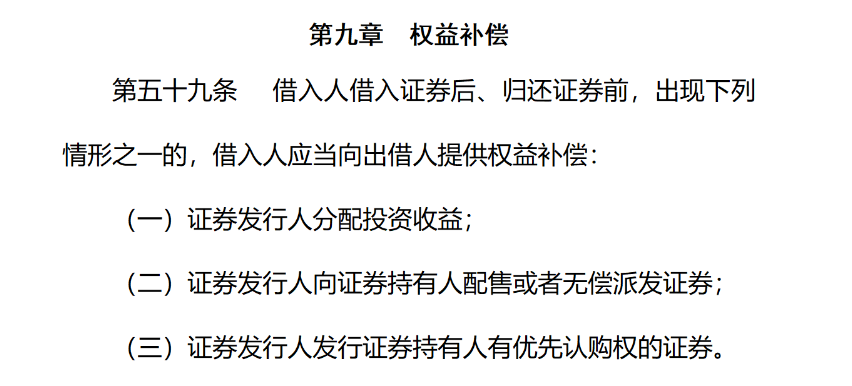 第九章 权益补偿
第五十九条 借入人借入证券后、归还证券前，出现下列
情形之一的，借入人应当向出借人提供权益补偿：
（一）证券发行人分配投资收益；
（二）证券发行人向证券持有人配售或者无偿派发证券；
（三）证券发行人发行证券持有人有优先认购权的证券。